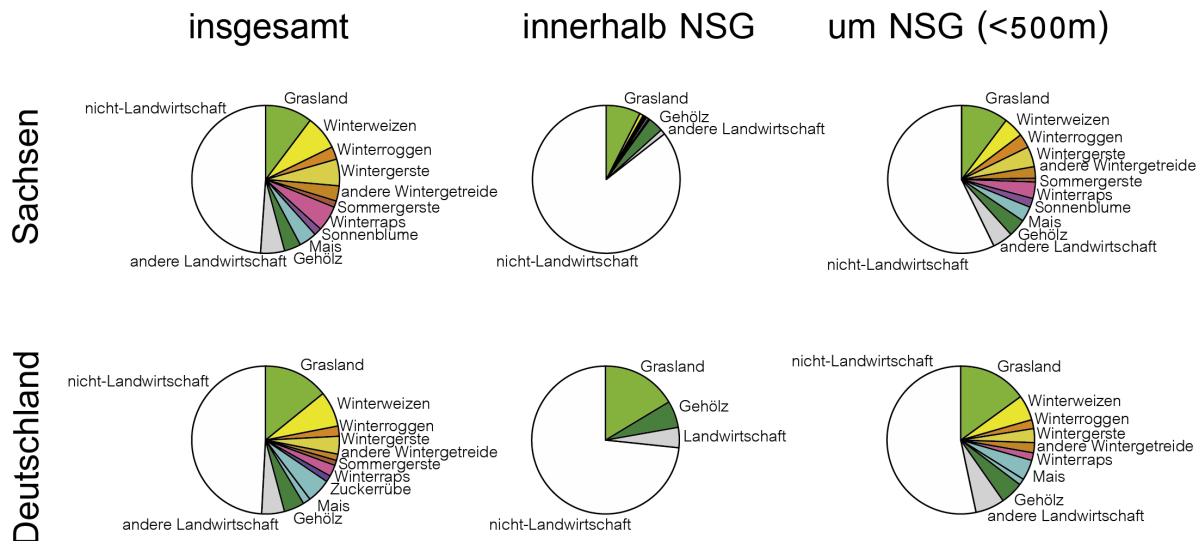 insgesamt
innerhalb NSG
um NSG (<500m)
Sachsen
nicht-Landwirtschaft
Grasland
Winterweizen
Winterroggen
Wintergerste
andere Wintergetreide
Sommergerste
Winterraps
Sonnenblume
Mais
Gehölz
andere Landwirtschaft
Grasland
Gehölz
andere Landwirtschaft
nicht-Landwirtschaft
Grasland
Winterweizen
Winterroggen
Wintergerste
andere Wintergetreide
Sommergerste
Winterraps
Sonnenblume
Mais
Gehölz
andere Landwirtschaft
nicht-Landwirtschaft
Deutschland
nicht-Landwirtschaft
Grasland
Winterweizen
Winterroggen
Wintergerste
andere Wintergetreide
Sommergerste
Winterraps
Zuckerrübe
Mais
Gehölz
andere Landwirtschaft
Grasland
Gehölz
Landwirtschaft
nicht-Landwirtschaft
nicht-Landwirtschaft
Grasland
Winterweizen
Winterroggen
Wintergerste
andere Wintergetreide
Winterraps
Mais
Gehölz
andere Landwirtschaft